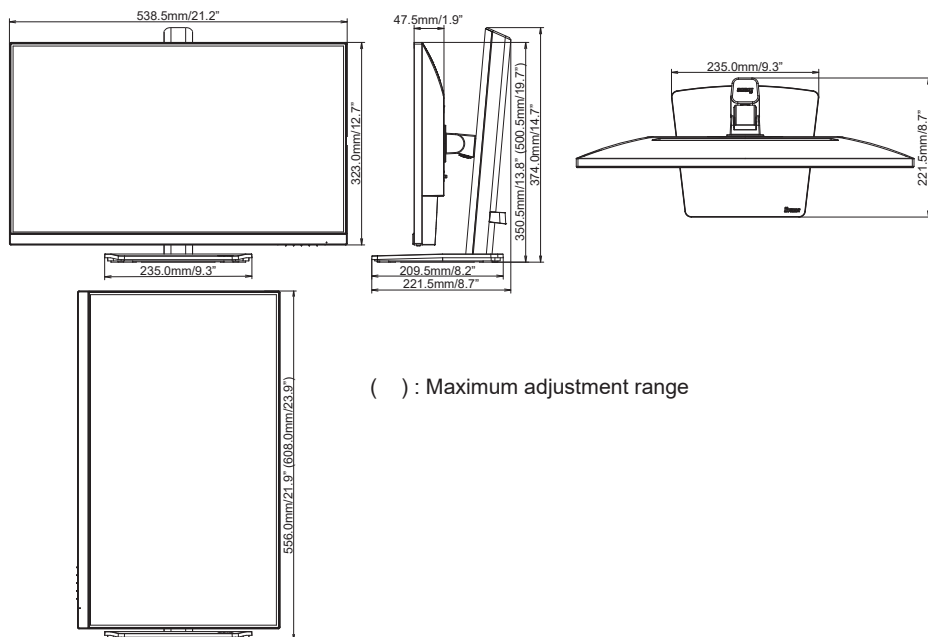 538.5mm/21.2”
323.0mm/12.7”
235.0mm/9.3”
47.5mm/1.9”
350.5mm/13.8” (500.5mm/19.7”)
374.0mm/14.7”
209.5mm/8.2”
221.5mm/8.7”
235.0mm/9.3”
221.5mm/8.7”
556.0mm/21.9” (608.0mm/23.9”)
( ) : Maximum adjustment range